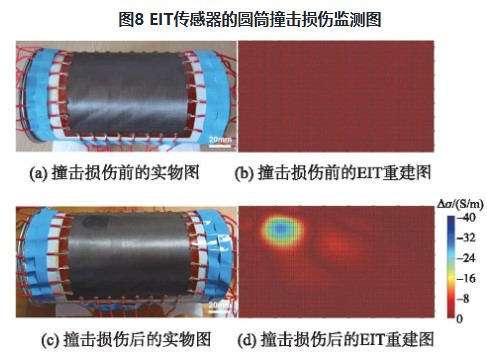 图8 EIT传感器的圆筒撞击损伤监测图
20mm
(a) 撞击损伤前的实物图 (b) 撞击损伤前的EIT重建图
Δσ/(S/m)
-40
-32
-24
-16
-8
0
20mm
(c) 撞击损伤后的实物图 (d) 撞击损伤后的EIT重建图